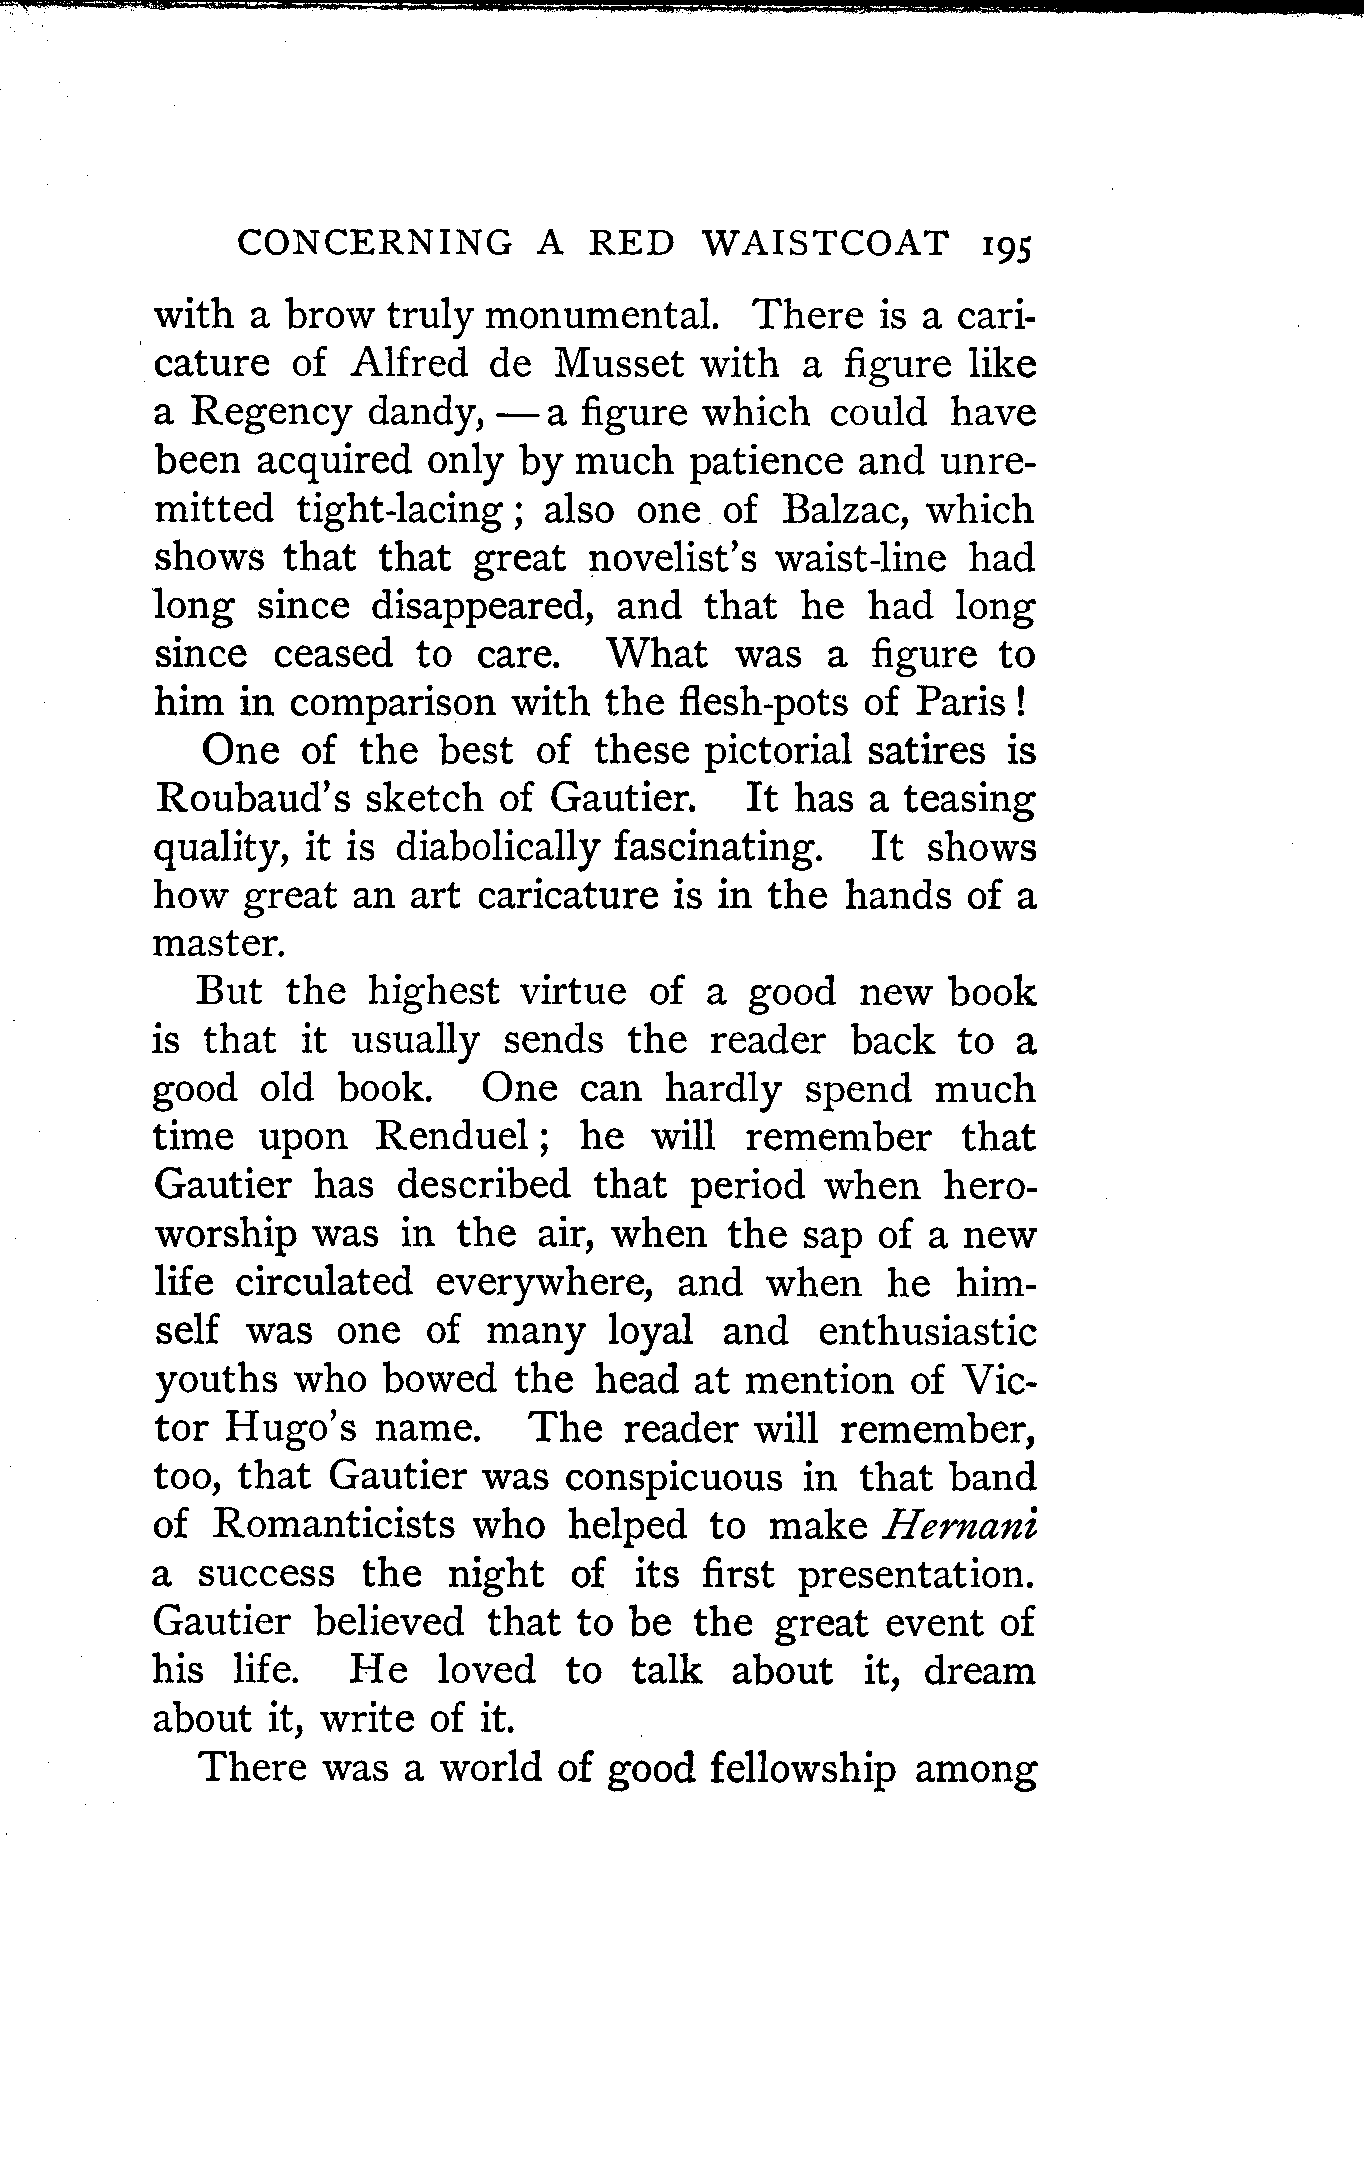 CONCERNING A RED WAISTCOAT 195
with a brow truly monumental. There is a cari-
cature of Alfred de Musset with a figure like
a Regency dandy, — a figure which could have
been acquired only by much patience and unre-
mitted tight-lacing ; also one of Balzac, which
shows that that great novelist's waist-line had
long since disappeared, and that he had long
since ceased to care. What was a figure to
him in comparison with the flesh-pots of Paris !
One of the best of these pictorial satires is
Roubaud's sketch of Gautier. It has a teasing
quality, it is diabolically fascinating. It shows
how great an art caricature is in the hands of a
master.
But the highest virtue of a good new book
is that it usually sends the reader back to a
good old book. One can hardly spend much
time upon Renduel ; he will remember that
Gautier has described that period when hero-
worship was in the air, when the sap of a new
life circulated everywhere, and when he him-
self was one of many loyal and enthusiastic
youths who bowed the head at mention of Vic-
tor Hugo's name. The reader will remember,
too, that Gautier was conspicuous in that band
of Romanticists who helped to make Hernani
a success the night of its first presentation.
Gautier believed that to be the great event of
his life. He loved to talk about it, dream
about it, write of it.
There was a world of good fellowship among